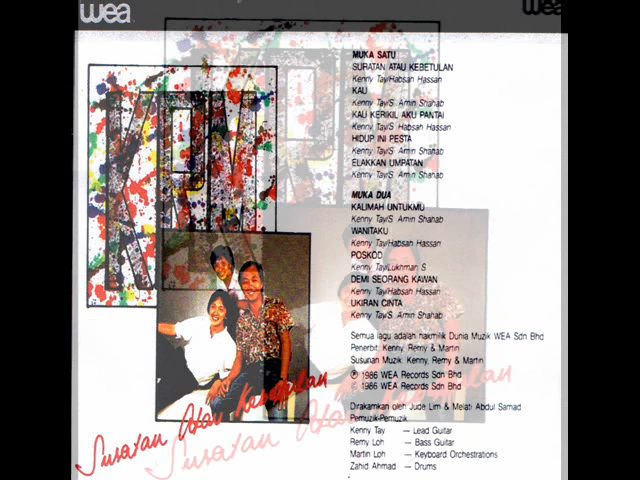 wea
wea
KRM
MUKA SATU
SURATAN ATAU KEBETULAN
Kenny Tay/Habsah Hassan
KAU
Kenny Tay/S. Amin Shahab
KAU KERIKIL AKU PANTAI
Kenny Tay/S. Habsah Hassan
HIDUP INI PESTA
Kenny Tay/S. Amin Shahab
ELAKKAN UMPATAN
Kenny Tay/S. Amin Shahab
MUKA DUA
KALIMAH UNTUKMU
Kenny Tay/S. Amin Shahab
WANITAKU
Kenny Tay/Habsah Hassan
POSKOD
Kenny Tay/Lukhman S
DEMI SEORANG KAWAN
Kenny Tay/Habsah Hassan
UKIRAN CINTA
Kenny Tay/S. Amin Shahab
Semua lagu adalah hakmilik Dunia Muzik WEA Sdn Bhd
Penerbit: Kenny, Remy & Martin
Susunan Muzik: Kenny, Remy & Martin
℗ 1986 WEA Records Sdn Bhd
© 1986 WEA Records Sdn Bhd
Dirakamkan oleh Jude Lim & Melati Abdul Samad
Pemuzik-Pemuzik
Kenny Tay — Lead Guitar
Remy Loh — Bass Guitar
Martin Loh — Keyboard Orchestrations
Zahid Ahmad — Drums
Suratan Atau Kebetulan
Suratan Atau Kebetulan